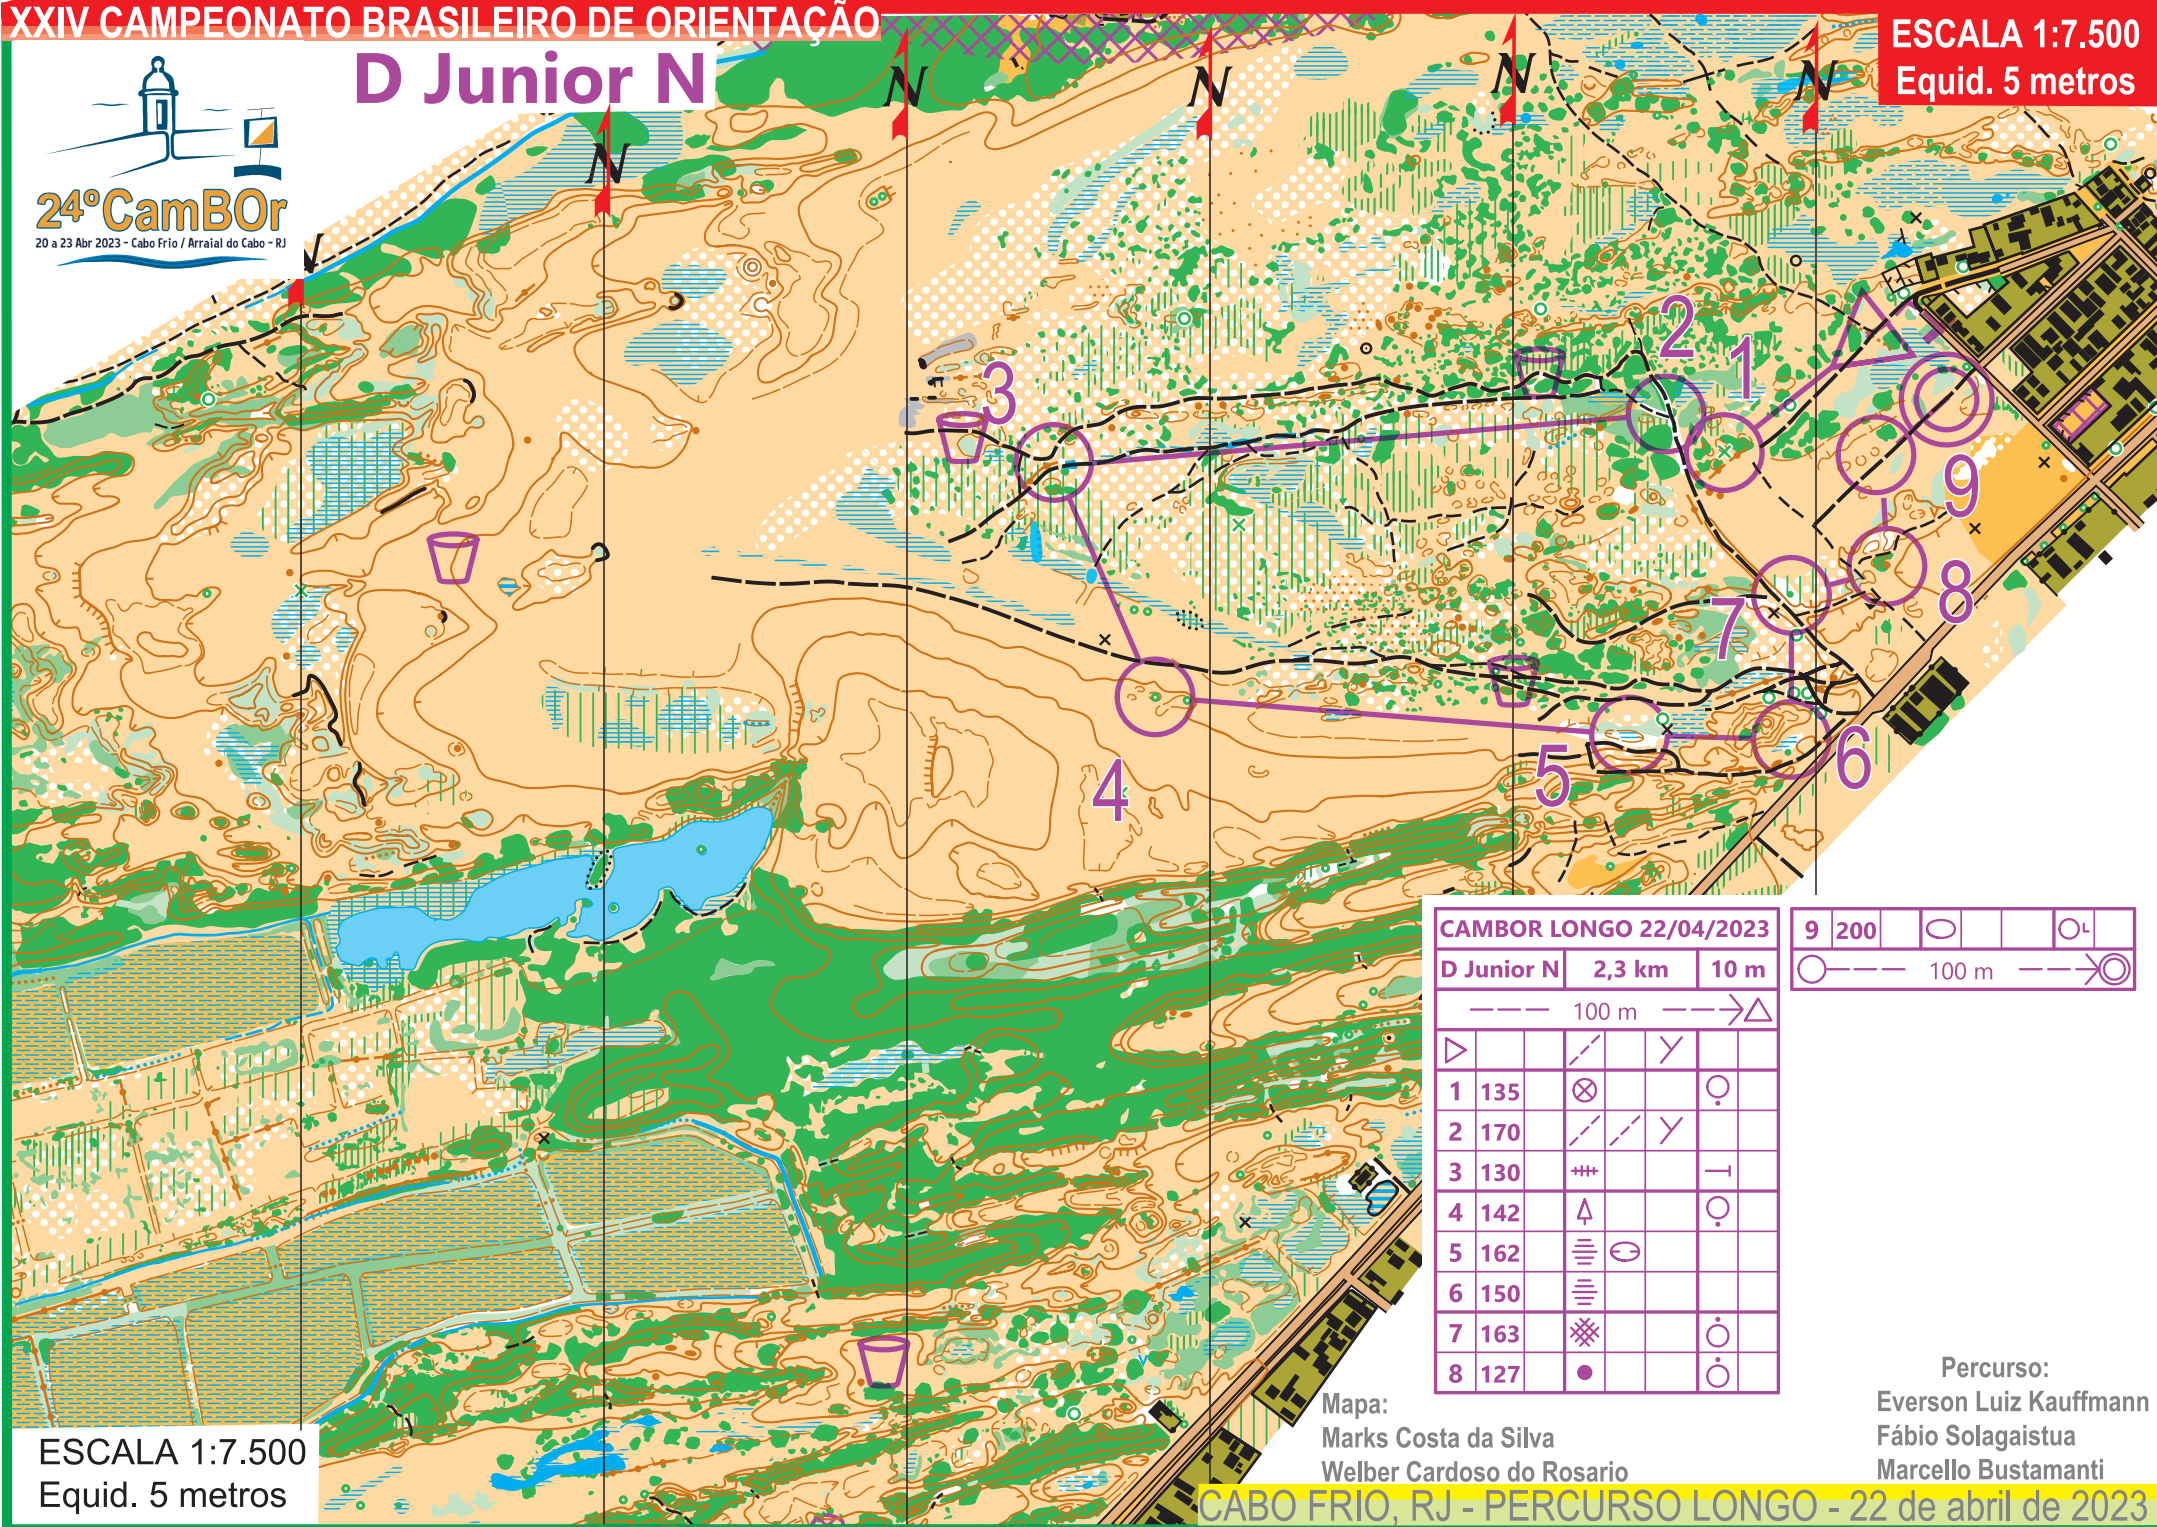 XXIV CAMPEONATO BRASILEIRO DE ORIENTAÇÃO
ESCALA 1:7.500
Equid. 5 metros
D Junior N
24º CamBOr
20 a 23 Abr 2023 - Cabo Frio / Arraial do Cabo - RJ
N
N
N
N
N
N
1
2
3
4
5
6
7
8
9
CAMBOR LONGO 22/04/2023
D Junior N 2,3 km 10 m
100 m
1 135
2 170
3 130
4 142
5 162
6 150
7 163
8 127
9 200 L
100 m
Mapa:
Marks Costa da Silva
Welber Cardoso do Rosario
Percurso:
Everson Luiz Kauffmann
Fábio Solagaistua
Marcello Bustamanti
ESCALA 1:7.500
Equid. 5 metros
CABO FRIO, RJ - PERCURSO LONGO - 22 de abril de 2023